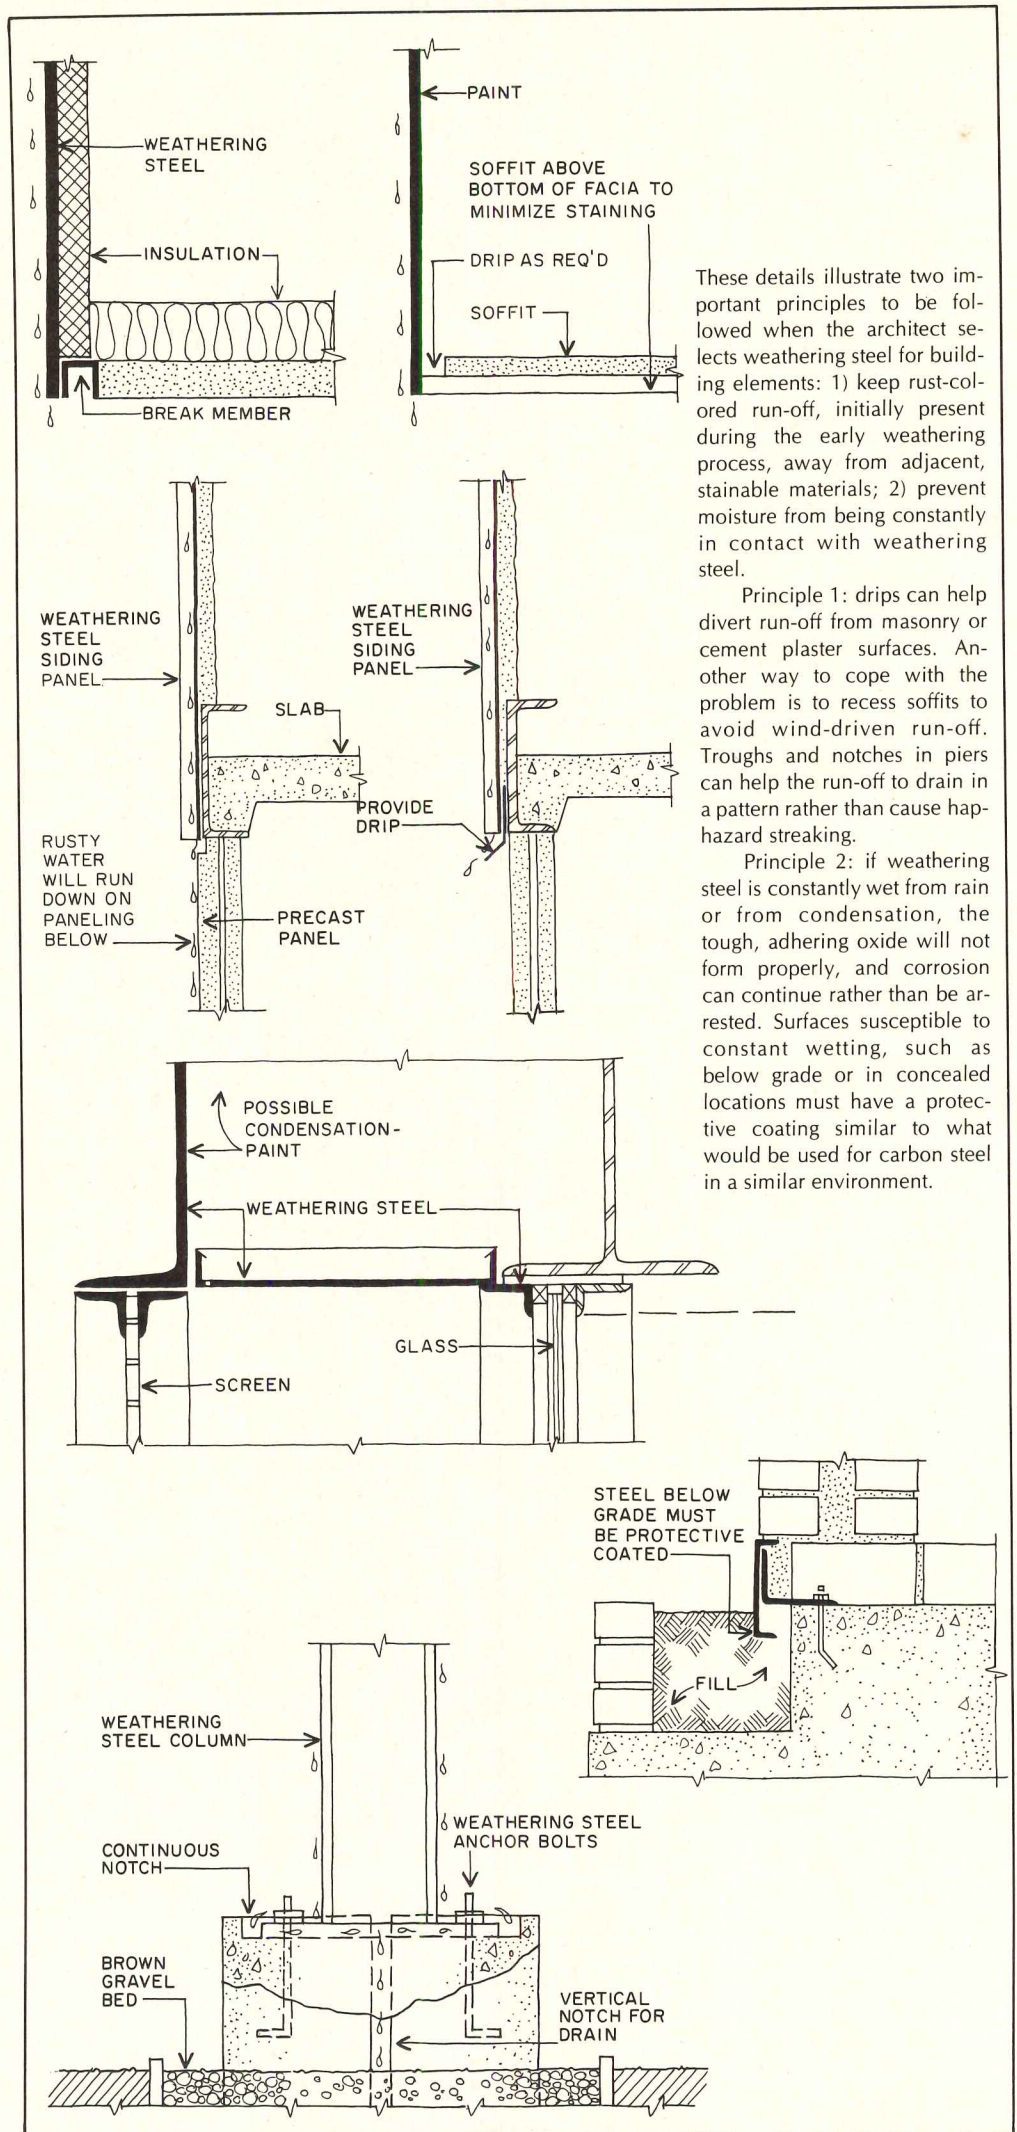 WEATHERING
STEEL
INSULATION
BREAK MEMBER
PAINT
SOFFIT ABOVE
BOTTOM OF FACIA TO
MINIMIZE STAINING
DRIP AS REQ'D
SOFFIT
WEATHERING
STEEL
SIDING
PANEL
SLAB
RUSTY
WATER
WILL RUN
DOWN ON
PANELING
BELOW
PRECAST
PANEL
WEATHERING
STEEL
SIDING
PANEL
PROVIDE
DRIP
POSSIBLE
CONDENSATION-
PAINT
WEATHERING STEEL
GLASS
SCREEN
STEEL BELOW
GRADE MUST
BE PROTECTIVE
COATED
FILL
WEATHERING
STEEL COLUMN
WEATHERING STEEL
ANCHOR BOLTS
CONTINUOUS
NOTCH
BROWN
GRAVEL
BED
VERTICAL
NOTCH FOR
DRAIN
These details illustrate two im-
portant principles to be fol-
lowed when the architect se-
lects weathering steel for build-
ing elements: 1) keep rust-col-
ored run-off, initially present
during the early weathering
process, away from adjacent,
stainable materials; 2) prevent
moisture from being constantly
in contact with weathering
steel.
Principle 1: drips can help
divert run-off from masonry or
cement plaster surfaces. An-
other way to cope with the
problem is to recess soffits to
avoid wind-driven run-off.
Troughs and notches in piers
can help the run-off to drain in
a pattern rather than cause hap-
hazard streaking.
Principle 2: if weathering
steel is constantly wet from rain
or from condensation, the
tough, adhering oxide will not
form properly, and corrosion
can continue rather than be ar-
rested. Surfaces susceptible to
constant wetting, such as
below grade or in concealed
locations must have a protec-
tive coating similar to what
would be used for carbon steel
in a similar environment.